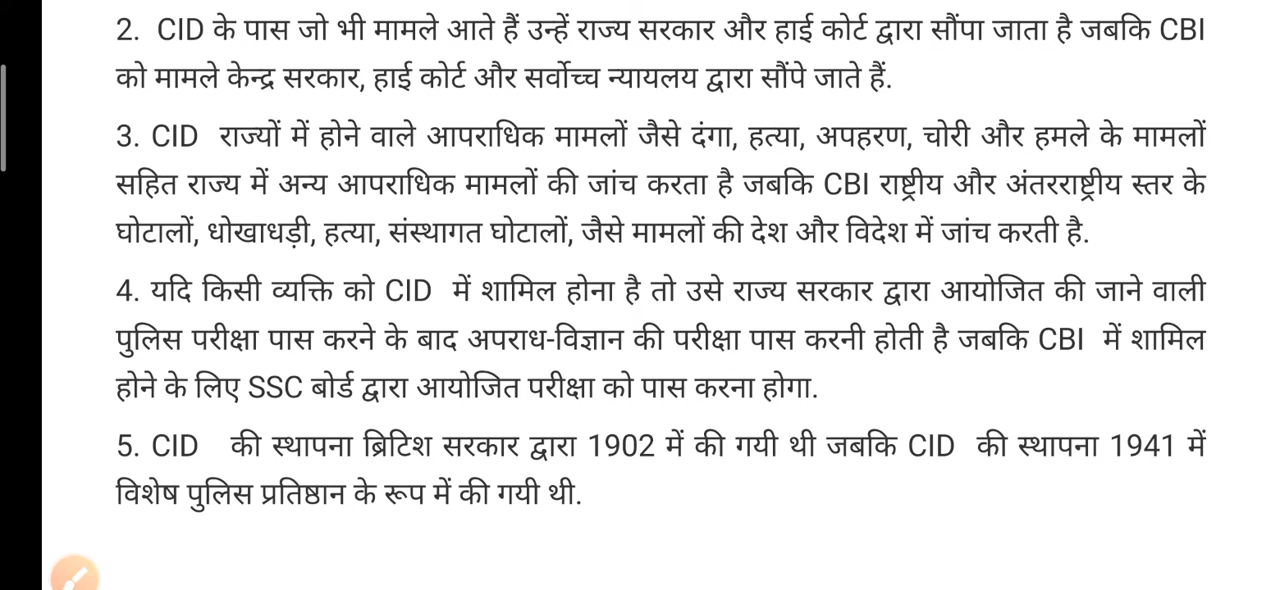 2. CID के पास जो भी मामले आते हैं उन्हें राज्य सरकार और हाई कोर्ट द्वारा सौंपा जाता है जबकि CBI
को मामले केन्द्र सरकार, हाई कोर्ट और सर्वोच्च न्यायलय द्वारा सौंपे जाते हैं.
3. CID राज्यों में होने वाले आपराधिक मामलों जैसे दंगा, हत्या, अपहरण, चोरी और हमले के मामलों
सहित राज्य में अन्य आपराधिक मामलों की जांच करता है जबकि CBI राष्ट्रीय और अंतरराष्ट्रीय स्तर के
घोटालों, धोखाधड़ी, हत्या, संस्थागत घोटालों, जैसे मामलों की देश और विदेश में जांच करती है.
4. यदि किसी व्यक्ति को CID में शामिल होना है तो उसे राज्य सरकार द्वारा आयोजित की जाने वाली
पुलिस परीक्षा पास करने के बाद अपराध-विज्ञान की परीक्षा पास करनी होती है जबकि CBI में शामिल
होने के लिए SSC बोर्ड द्वारा आयोजित परीक्षा को पास करना होगा.
5. CID की स्थापना ब्रिटिश सरकार द्वारा 1902 में की गयी थी जबकि CID की स्थापना 1941 में
विशेष पुलिस प्रतिष्ठान के रूप में की गयी थी.